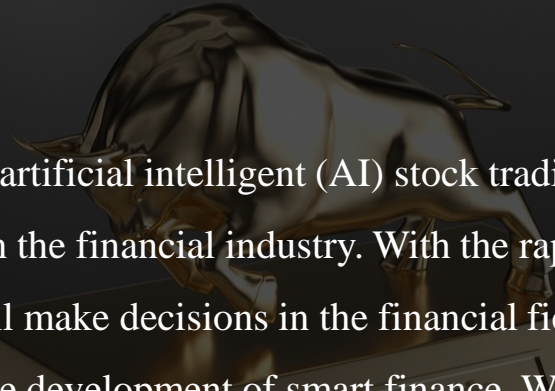 artificial intelligent (AI) stock tradi
the financial industry. With the rap
make decisions in the financial fie
e development of smart finance. W